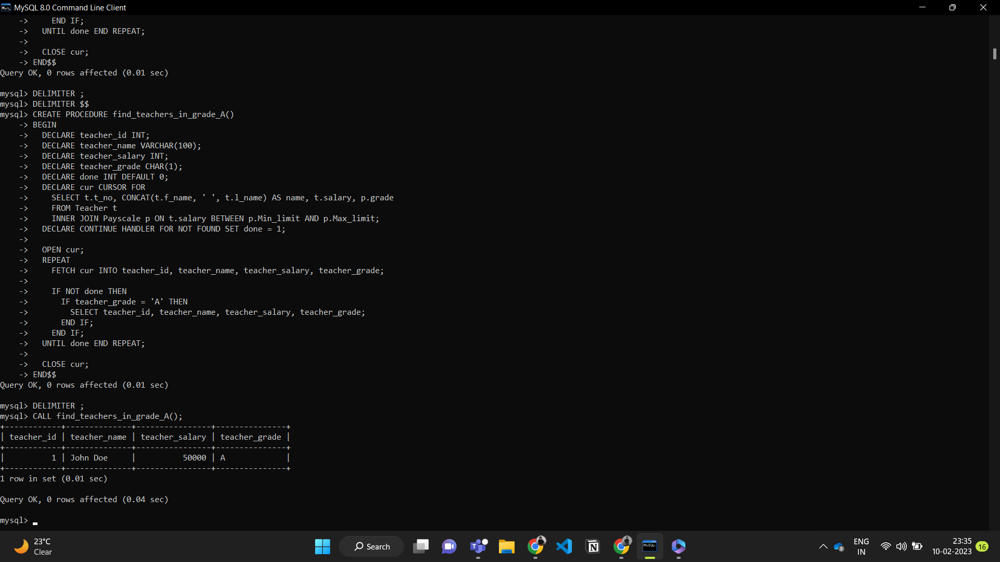 MySQL 8.0 Command Line Client
    ->     END IF;
    ->   UNTIL done END REPEAT;
    ->
    ->   CLOSE cur;
    -> END$$
Query OK, 0 rows affected (0.01 sec)
mysql> DELIMITER ;
mysql> DELIMITER $$
mysql> CREATE PROCEDURE find_teachers_in_grade_A()
    -> BEGIN
    ->   DECLARE teacher_id INT;
    ->   DECLARE teacher_name VARCHAR(100);
    ->   DECLARE teacher_salary INT;
    ->   DECLARE teacher_grade CHAR(1);
    ->   DECLARE done INT DEFAULT 0;
    ->   DECLARE cur CURSOR FOR
    ->     SELECT t.t_no, CONCAT(t.f_name, ' ', t.l_name) AS name, t.salary, p.grade
    ->     FROM Teacher t
    ->     INNER JOIN Payscale p ON t.salary BETWEEN p.Min_limit AND p.Max_limit;
    ->   DECLARE CONTINUE HANDLER FOR NOT FOUND SET done = 1;
    ->
    ->   OPEN cur;
    ->   REPEAT
    ->     FETCH cur INTO teacher_id, teacher_name, teacher_salary, teacher_grade;
    ->
    ->     IF NOT done THEN
    ->       IF teacher_grade = 'A' THEN
    ->         SELECT teacher_id, teacher_name, teacher_salary, teacher_grade;
    ->       END IF;
    ->     END IF;
    ->   UNTIL done END REPEAT;
    ->
    ->   CLOSE cur;
    -> END$$
Query OK, 0 rows affected (0.01 sec)
mysql> DELIMITER ;
mysql> CALL find_teachers_in_grade_A();
+------------+--------------+----------------+---------------+
| teacher_id | teacher_name | teacher_salary | teacher_grade |
+------------+--------------+----------------+---------------+
|          1 | John Doe     |          50000 | A             |
+------------+--------------+----------------+---------------+
1 row in set (0.01 sec)
Query OK, 0 rows affected (0.04 sec)
mysql>
23°C
Clear
Search
MySQL
ENG
IN
23:35
10-02-2023
16